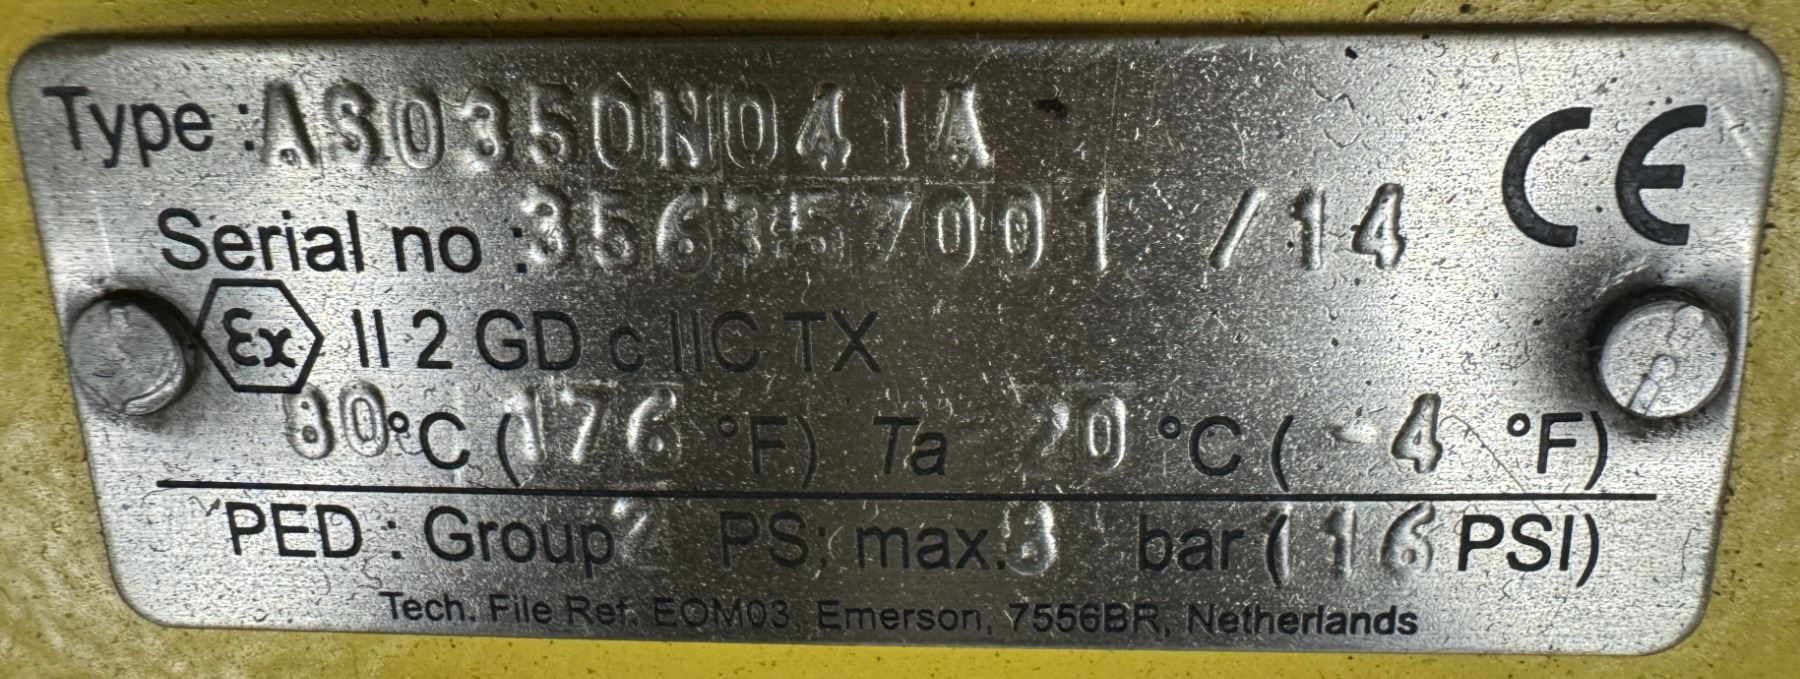 Type : AS0350N041A
CE
Serial no : 356357001 /14
Ex II 2 GD c IIC TX
80°C (176 °F) Ta 20 °C ( -4 °F)
PED : Group 2 PS; max. 8 bar (116 PSI)
Tech. File Ref. EOM03, Emerson, 7556BR, Netherlands